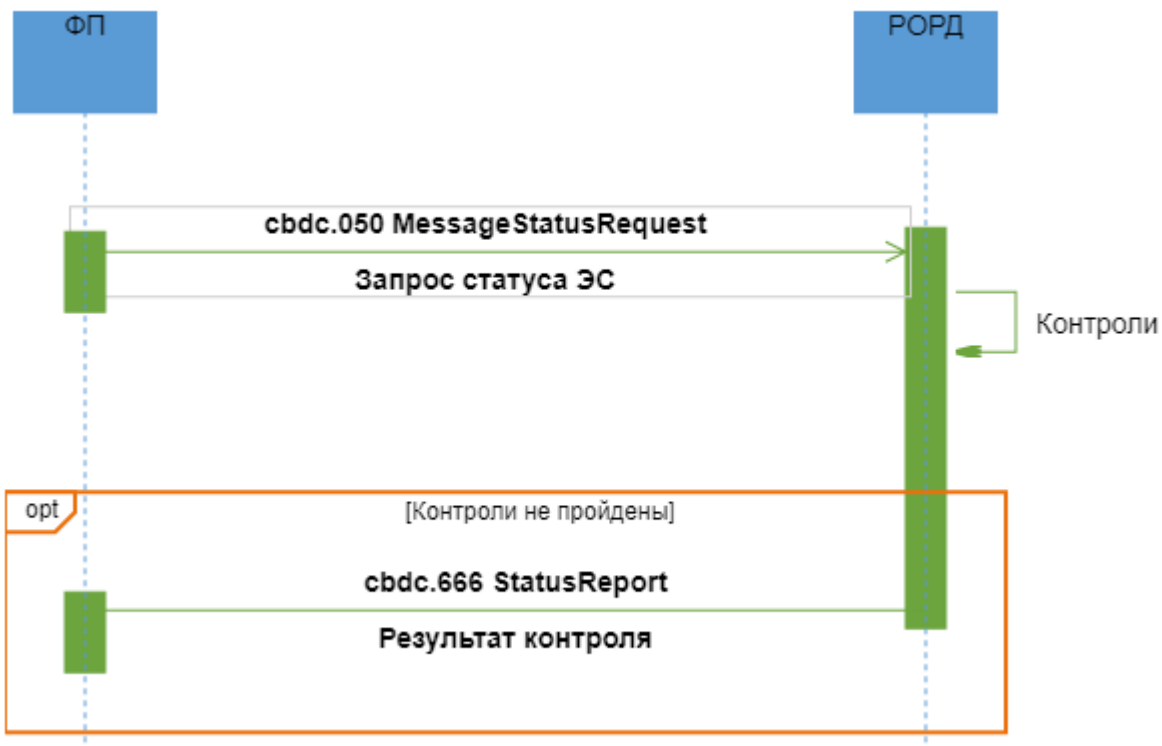 ФП
РОРД
cbdc.050 MessageStatusRequest
Запрос статуса ЭС
Контроли
opt
[Контроли не пройдены]
cbdc.666 StatusReport
Результат контроля